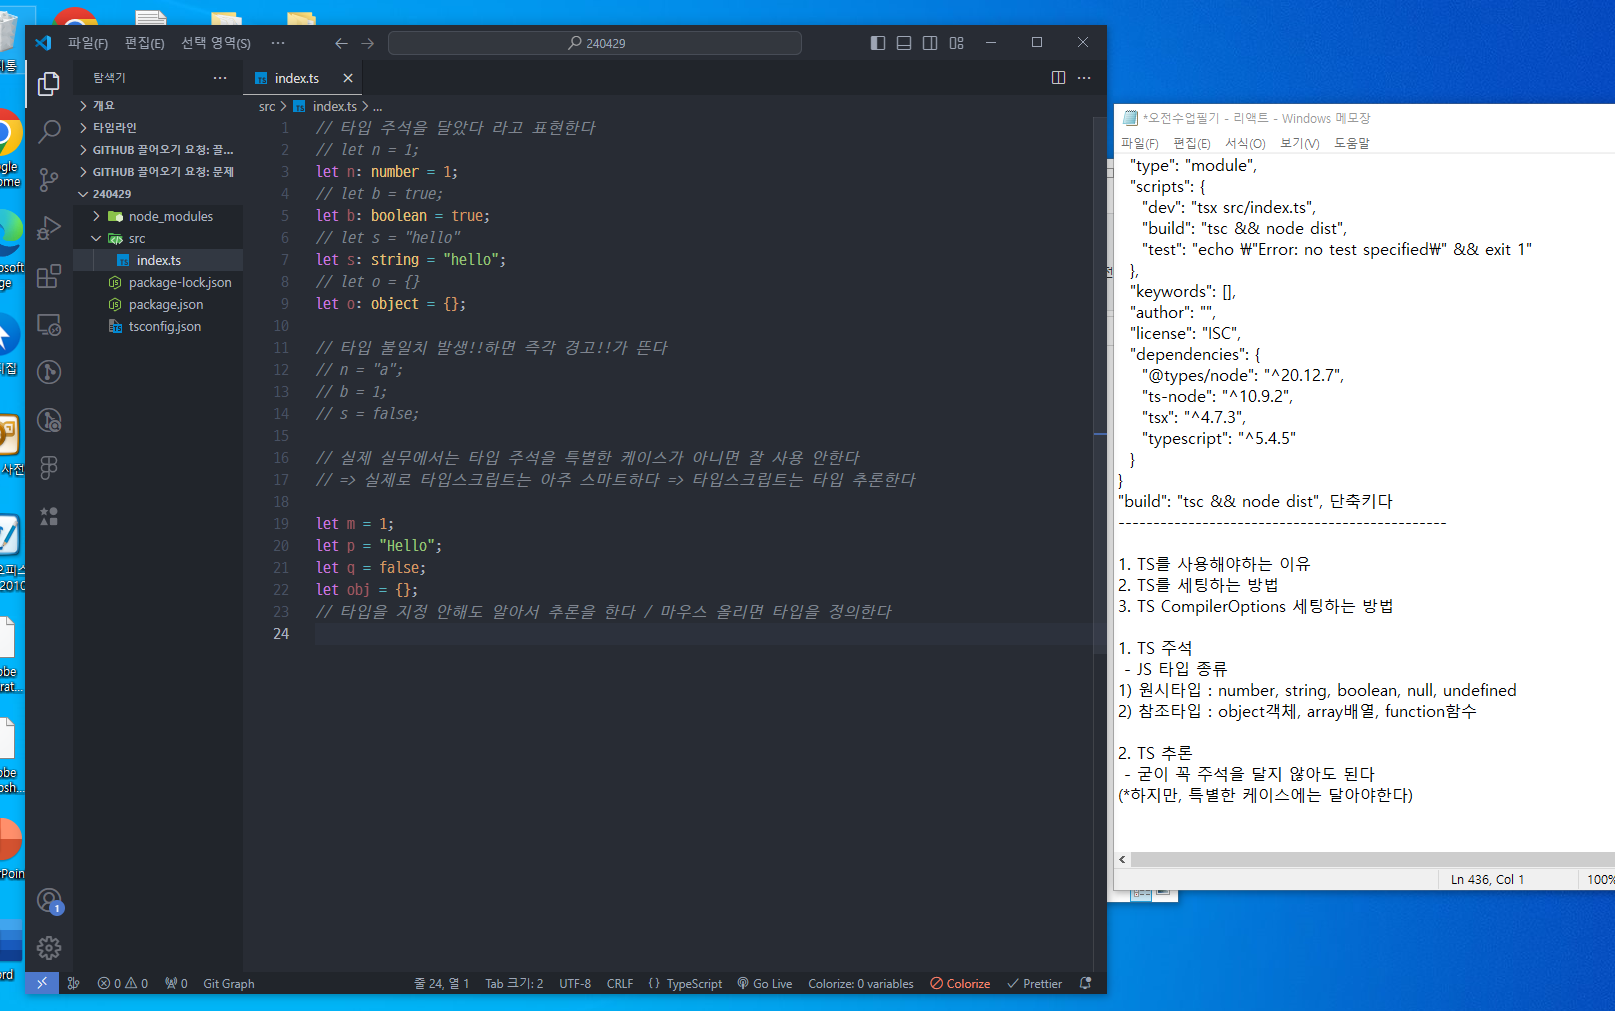 파일(F) 편집(E) 선택 영역(S) ···
240429
탐색기 ···
개요
타임라인
GITHUB 끌어오기 요청: 끌...
GITHUB 끌어오기 요청: 문제
240429
node_modules
src
index.ts
package-lock.json
package.json
tsconfig.json
index.ts
src > index.ts > ...
1 // 타입 주석을 달았다 라고 표현한다
2 // let n = 1;
3 let n: number = 1;
4 // let b = true;
5 let b: boolean = true;
6 // let s = "hello"
7 let s: string = "hello";
8 // let o = {}
9 let o: object = {};
10
11 // 타입 불일치 발생!!하면 즉각 경고!!가 뜬다
12 // n = "a";
13 // b = 1;
14 // s = false;
15
16 // 실제 실무에서는 타입 주석을 특별한 케이스가 아니면 잘 사용 안한다
17 // => 실제로 타입스크립트는 아주 스마트하다 => 타입스크립트는 타입 추론한다
18
19 let m = 1;
20 let p = "Hello";
21 let q = false;
22 let obj = {};
23 // 타입을 지정 안해도 알아서 추론을 한다 / 마우스 올리면 타입을 정의한다
24
1
0 0 0 Git Graph
줄 24, 열 1 Tab 크기: 2 UTF-8 CRLF {} TypeScript Go Live Colorize: 0 variables Colorize Prettier
*오전수업필기 - 리액트 - Windows 메모장
파일(F) 편집(E) 서식(O) 보기(V) 도움말
"type": "module",
"scripts": {
"dev": "tsx src/index.ts",
"build": "tsc && node dist",
"test": "echo ₩"Error: no test specified₩" && exit 1"
},
"keywords": [],
"author": "",
"license": "ISC",
"dependencies": {
"@types/node": "^20.12.7",
"ts-node": "^10.9.2",
"tsx": "^4.7.3",
"typescript": "^5.4.5"
}
}
"build": "tsc && node dist", 단축키다
-----------------------------------------------
1. TS를 사용해야하는 이유
2. TS를 세팅하는 방법
3. TS CompilerOptions 세팅하는 방법
1. TS 주석
- JS 타입 종류
1) 원시타입 : number, string, boolean, null, undefined
2) 참조타입 : object객체, array배열, function함수
2. TS 추론
- 굳이 꼭 주석을 달지 않아도 된다
(*하지만, 특별한 케이스에는 달아야한다)
Ln 436, Col 1 100%